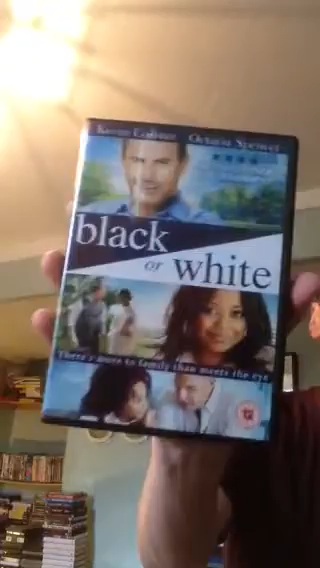 Kevin Costner Octavia Spencer
black
or white
There's more to family than meets the eye
12